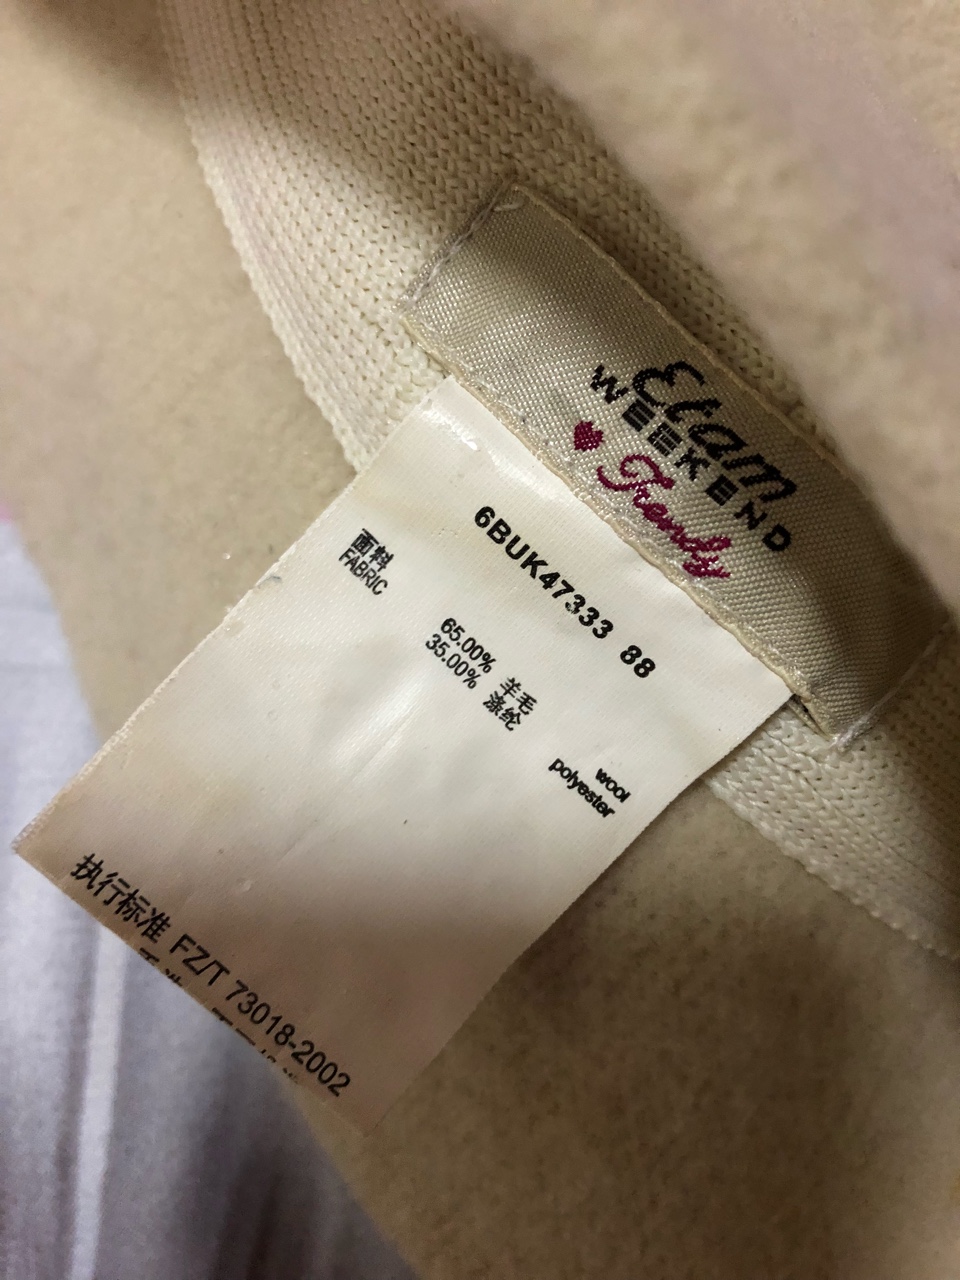 Etam
WEEKEND
Trendy
6BUK47333 88
面料
FABRIC
65.00% 羊毛 wool
35.00% 涤纶 polyester
执行标准 FZ/T 73018-2002